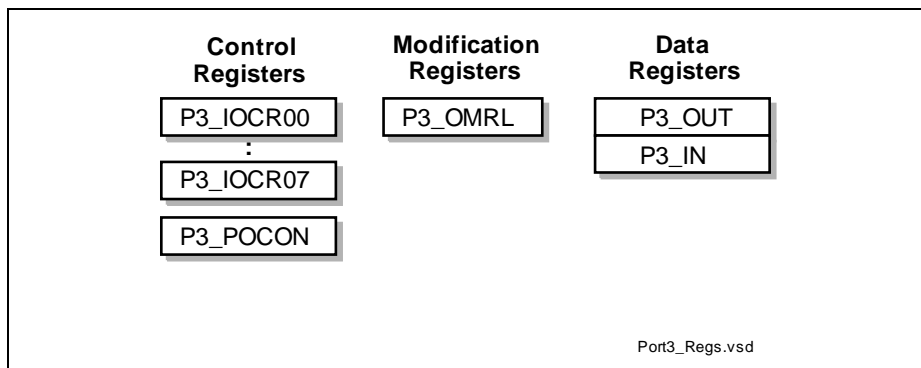 Control
Registers
Modification
Registers
Data
Registers
P3_IOCR00
:
P3_IOCR07
P3_POCON
P3_OMRL
P3_OUT
P3_IN
Port3_Regs.vsd